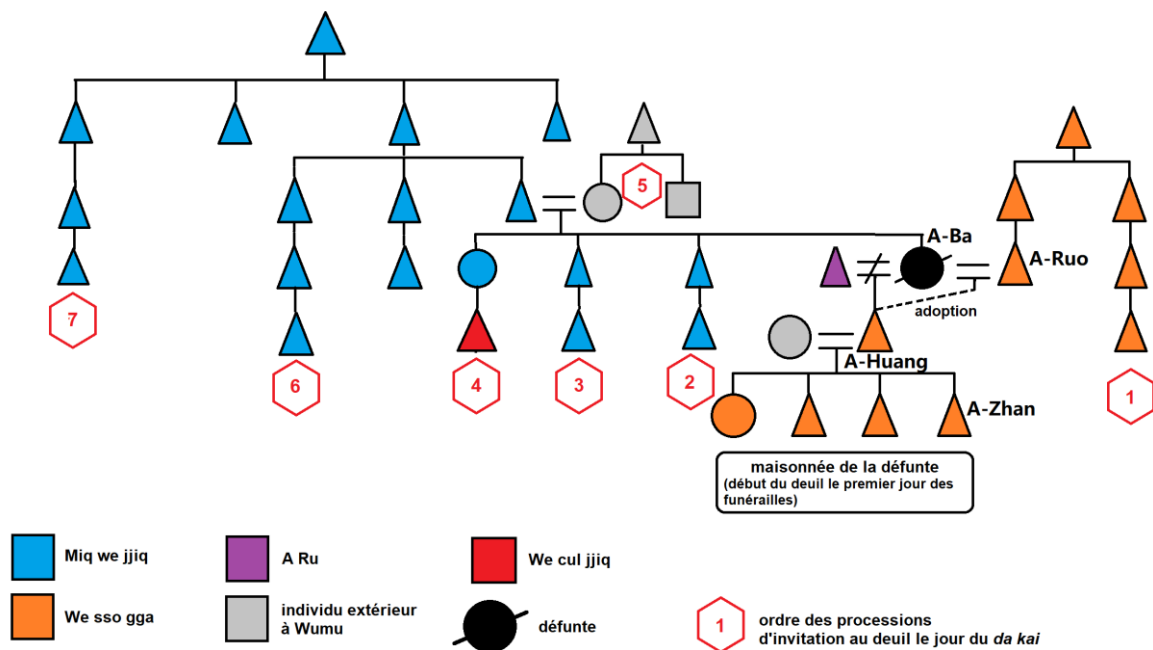 5
A-Ba
A-Ruo
adoption
7
6
4
3
2
A-Huang
A-Zhan
1
maisonnée de la défunte
(début du deuil le premier jour des
funérailles)
Miq we jjiq
A Ru
We cul jjiq
We sso gga
individu extérieur
à Wumu
défunte
1
ordre des processions
d'invitation au deuil le jour du da kai